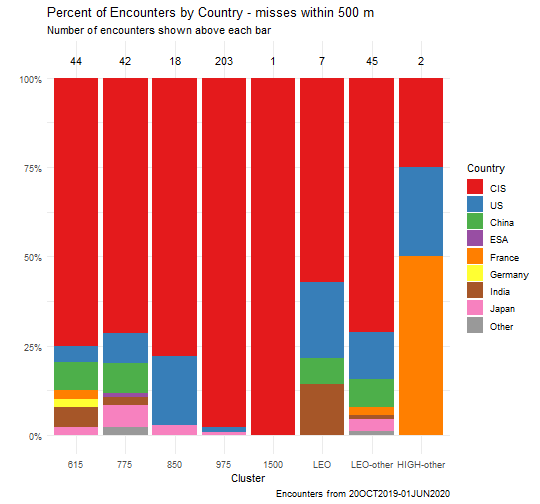 Percent of Encounters by Country - misses within 500 m
Number of encounters shown above each bar
44 42 18 203 1 7 45 2
100%
75%
50%
25%
0%
615 775 850 975 1500 LEO LEO-other HIGH-other
Cluster
Encounters from 20OCT2019-01JUN2020
Country
CIS
US
China
ESA
France
Germany
India
Japan
Other